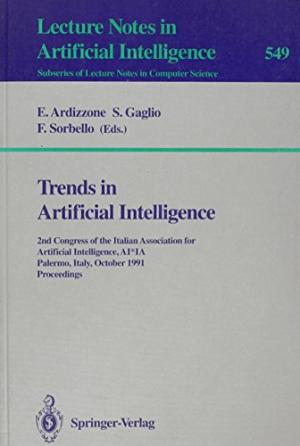 Lecture Notes in
Artificial Intelligence 549
Subseries of Lecture Notes in Computer Science
E. Ardizzone S. Gaglio
F. Sorbello (Eds.)
Trends in
Artificial Intelligence
2nd Congress of the Italian Association for
Artificial Intelligence, AI*IA
Palermo, Italy, October 1991
Proceedings
Springer-Verlag